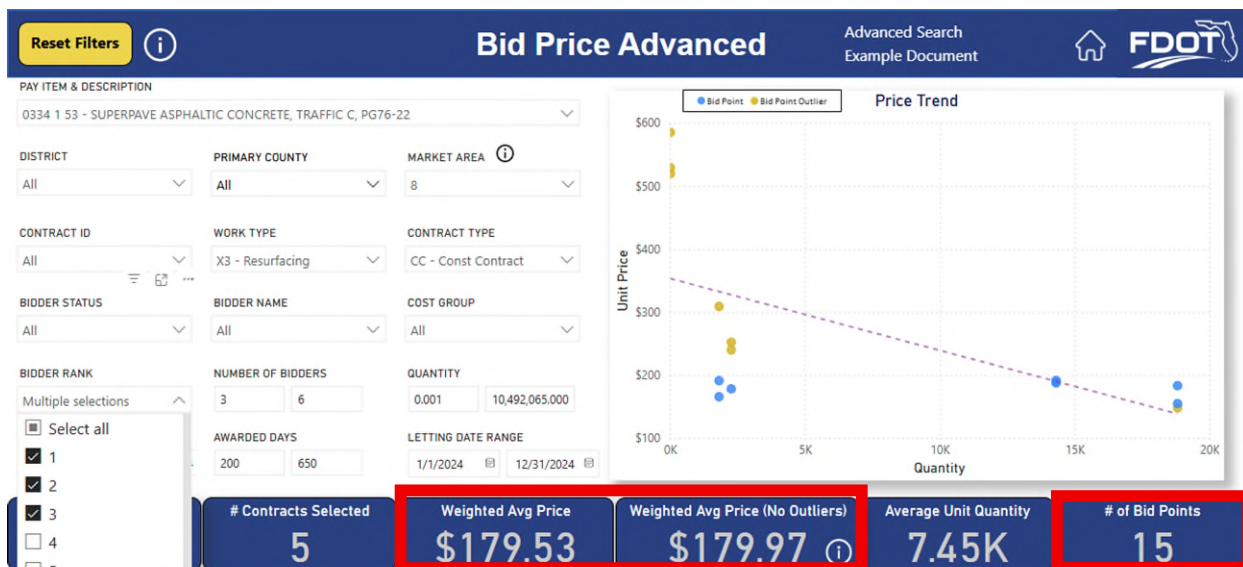 Reset Filters
i
Bid Price Advanced
Advanced Search
Example Document
FDOT
PAY ITEM & DESCRIPTION
0334 1 53 - SUPERPAVE ASPHALTIC CONCRETE, TRAFFIC C, PG76-22
DISTRICT
PRIMARY COUNTY
MARKET AREA i
All
All
8
CONTRACT ID
WORK TYPE
CONTRACT TYPE
All
X3 - Resurfacing
CC - Const Contract
BIDDER STATUS
BIDDER NAME
COST GROUP
All
All
All
BIDDER RANK
NUMBER OF BIDDERS
QUANTITY
Multiple selections
3
6
0.001
10,492,065.000
Select all
1
2
3
4
AWARDED DAYS
LETTING DATE RANGE
200
650
1/1/2024
12/31/2024
Bid Point
Bid Point Outlier
Price Trend
$600
$500
$400
$300
$200
$100
Unit Price
0K
5K
10K
15K
20K
Quantity
# Contracts Selected
5
Weighted Avg Price
$179.53
Weighted Avg Price (No Outliers)
$179.97 i
Average Unit Quantity
7.45K
# of Bid Points
15